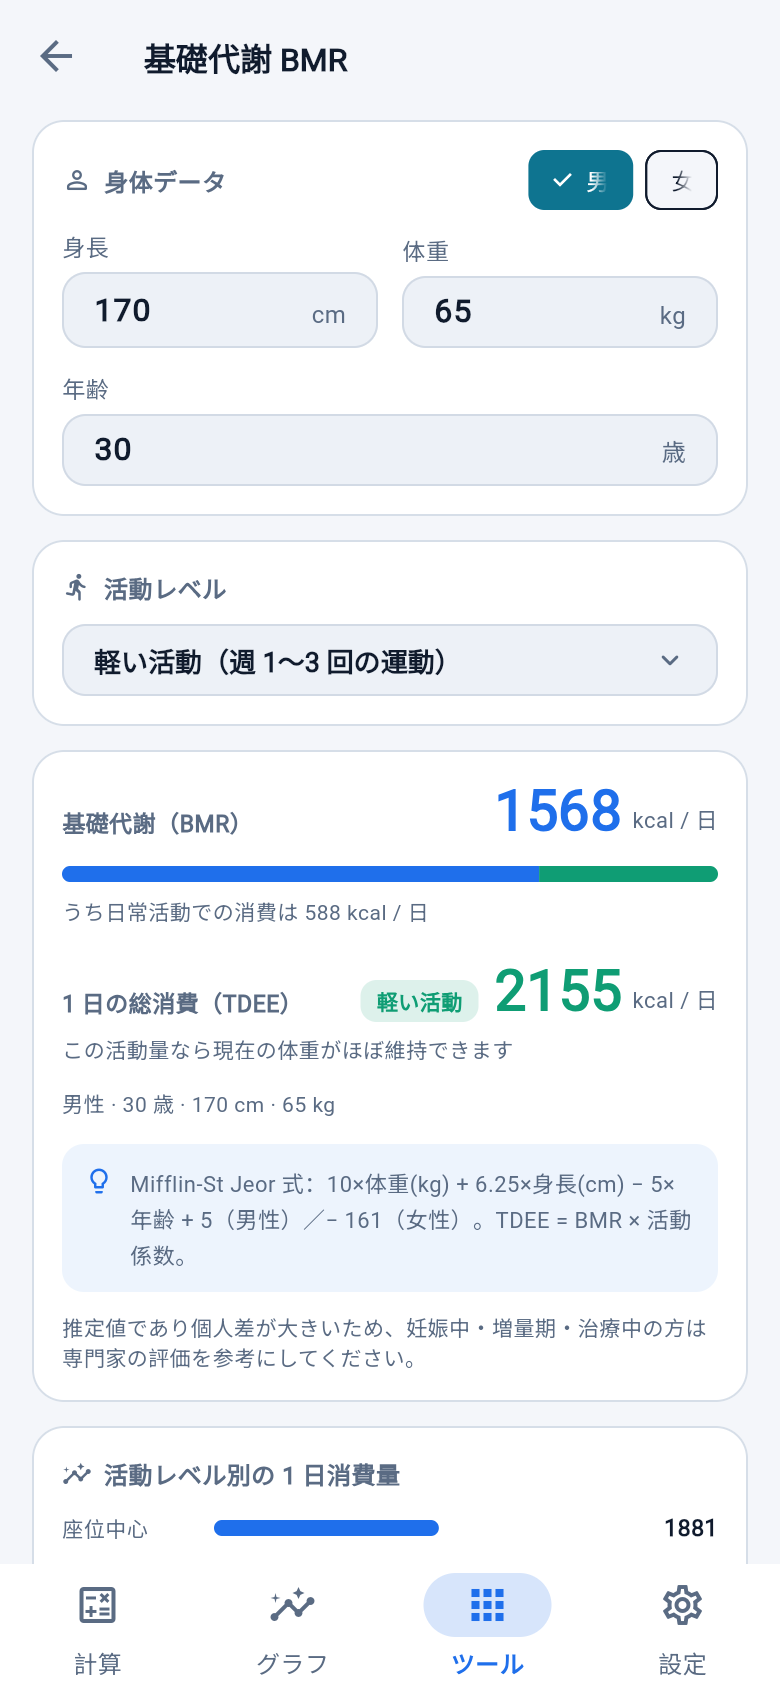 基礎代謝 BMR
身体データ
男
女
身長
体重
170 cm
65 kg
年齢
30 歳
活動レベル
軽い活動（週 1〜3 回の運動）
基礎代謝（BMR） 1568 kcal / 日
うち日常活動での消費は 588 kcal / 日
1 日の総消費（TDEE） 軽い活動 2155 kcal / 日
この活動量なら現在の体重がほぼ維持できます
男性 · 30 歳 · 170 cm · 65 kg
Mifflin-St Jeor 式：10×体重(kg) + 6.25×身長(cm) − 5×
年齢 + 5（男性）／− 161（女性）。TDEE = BMR × 活動
係数。
推定値であり個人差が大きいため、妊娠中・増量期・治療中の方は
専門家の評価を参考にしてください。
活動レベル別の 1 日消費量
座位中心 1881
計算
グラフ
ツール
設定